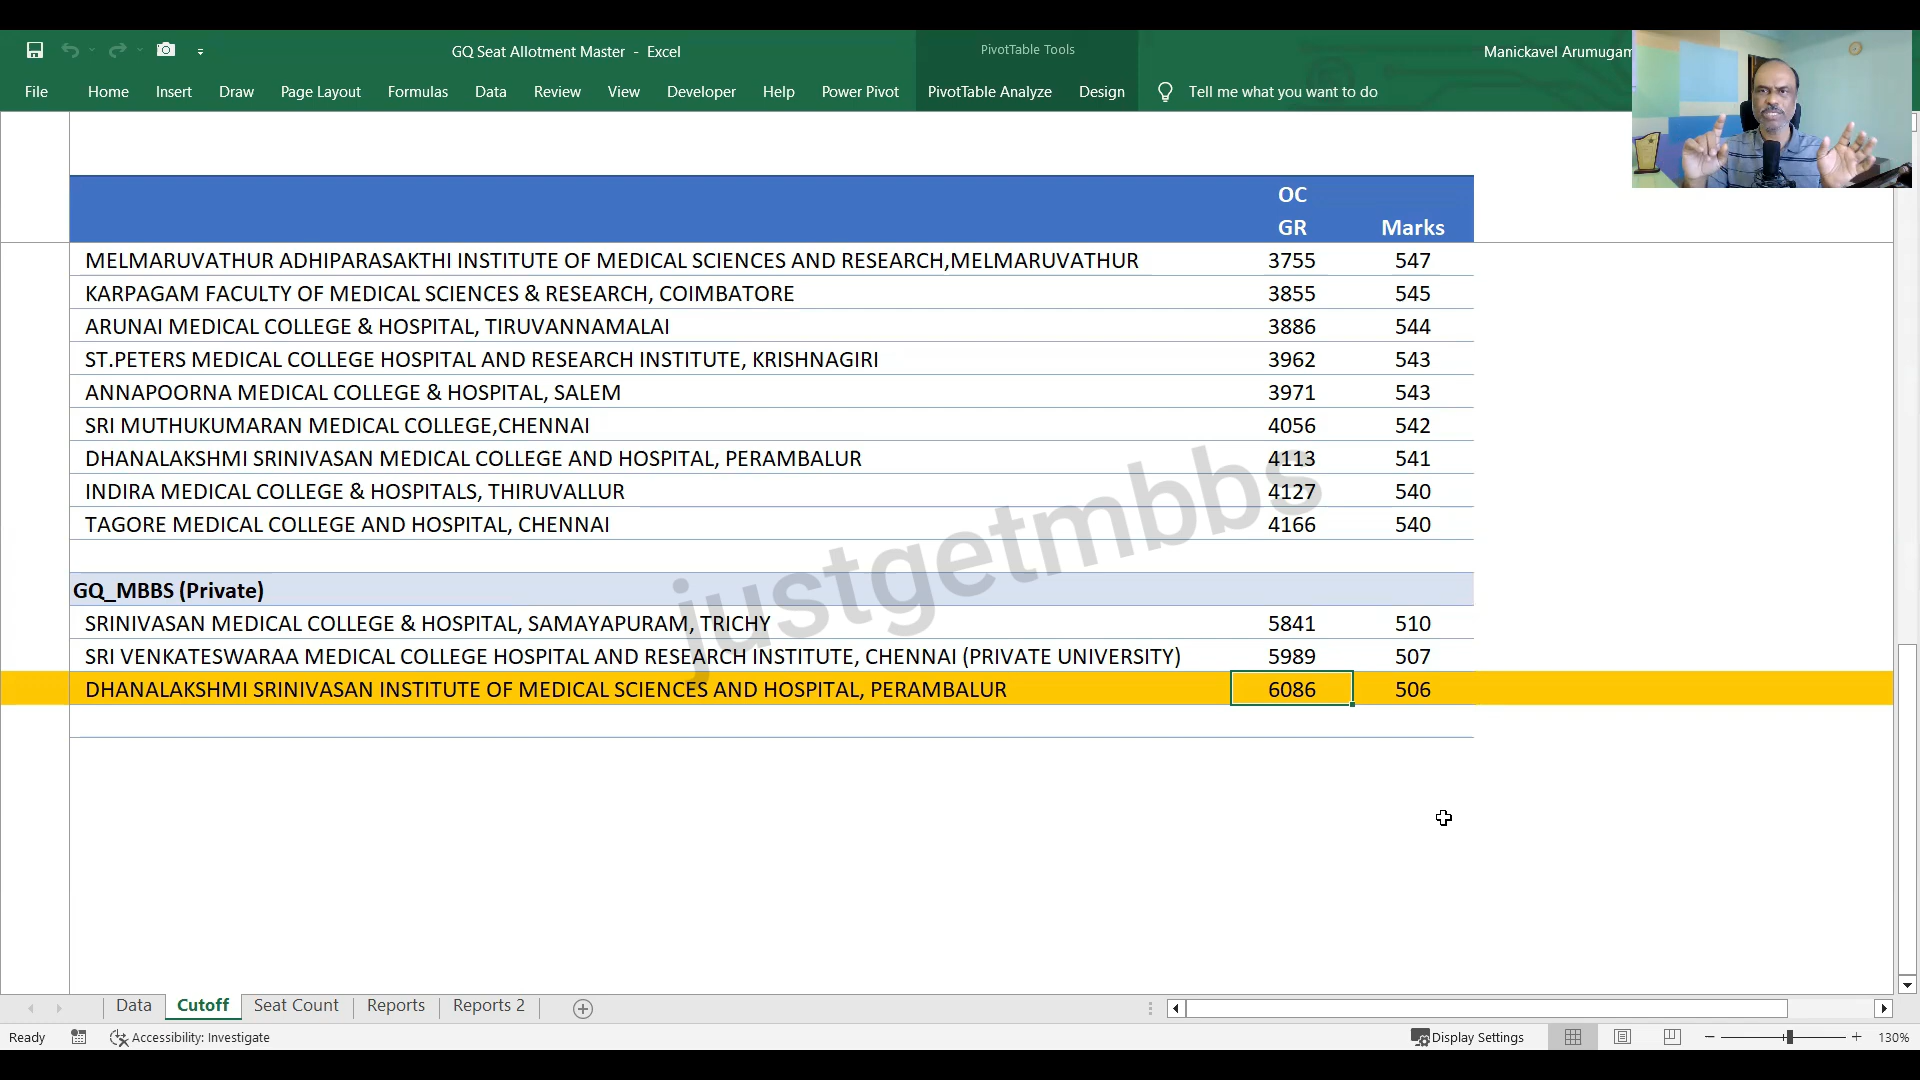 GQ Seat Allotment Master - Excel
PivotTable Tools
Manickavel Arumugam
File Home Insert Draw Page Layout Formulas Data Review View Developer Help Power Pivot PivotTable Analyze Design Tell me what you want to do
OC
GR Marks
MELMARUVATHUR ADHIPARASAKTHI INSTITUTE OF MEDICAL SCIENCES AND RESEARCH,MELMARUVATHUR 3755 547
KARPAGAM FACULTY OF MEDICAL SCIENCES & RESEARCH, COIMBATORE 3855 545
ARUNAI MEDICAL COLLEGE & HOSPITAL, TIRUVANNAMALAI 3886 544
ST.PETERS MEDICAL COLLEGE HOSPITAL AND RESEARCH INSTITUTE, KRISHNAGIRI 3962 543
ANNAPOORNA MEDICAL COLLEGE & HOSPITAL, SALEM 3971 543
SRI MUTHUKUMARAN MEDICAL COLLEGE,CHENNAI 4056 542
DHANALAKSHMI SRINIVASAN MEDICAL COLLEGE AND HOSPITAL, PERAMBALUR 4113 541
INDIRA MEDICAL COLLEGE & HOSPITALS, THIRUVALLUR 4127 540
TAGORE MEDICAL COLLEGE AND HOSPITAL, CHENNAI 4166 540
justgetmbbs
GQ_MBBS (Private)
SRINIVASAN MEDICAL COLLEGE & HOSPITAL, SAMAYAPURAM, TRICHY 5841 510
SRI VENKATESWARAA MEDICAL COLLEGE HOSPITAL AND RESEARCH INSTITUTE, CHENNAI (PRIVATE UNIVERSITY) 5989 507
DHANALAKSHMI SRINIVASAN INSTITUTE OF MEDICAL SCIENCES AND HOSPITAL, PERAMBALUR 6086 506
Data Cutoff Seat Count Reports Reports 2
Ready Accessibility: Investigate Display Settings 130%